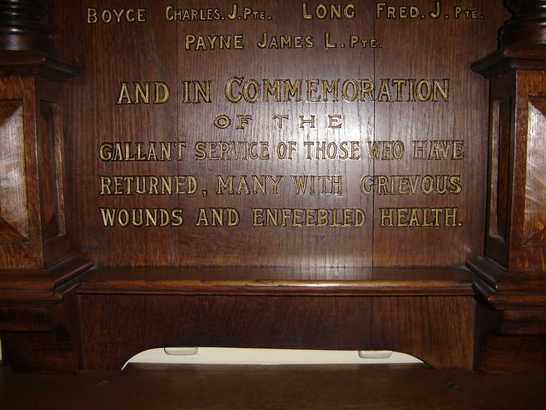 BOYCE CHARLES. J. PTE. LONG FRED. J. PTE.
PAYNE JAMES L. PTE.
AND IN COMMEMORATION
OF THE
GALLANT SERVICE OF THOSE WHO HAVE
RETURNED, MANY WITH GRIEVOUS
WOUNDS AND ENFEEBLED HEALTH.